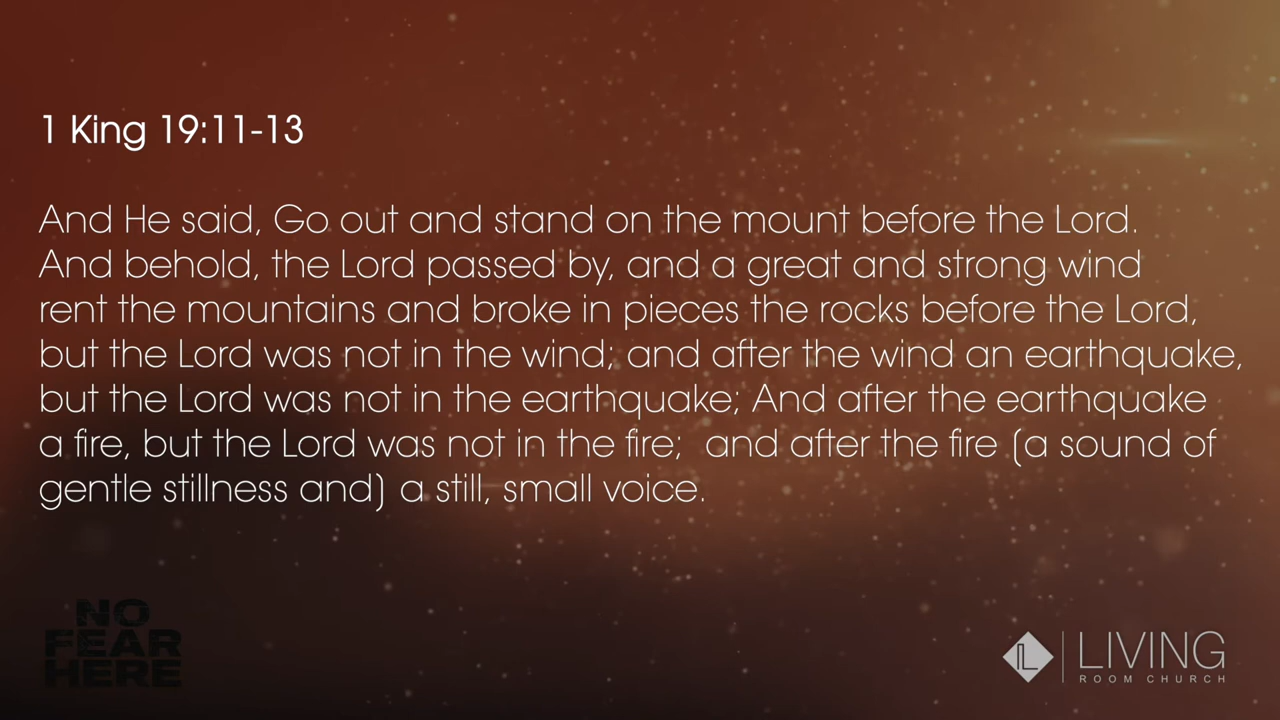 1 King 19:11-13
And He said, Go out and stand on the mount before the Lord.
And behold, the Lord passed by, and a great and strong wind
rent the mountains and broke in pieces the rocks before the Lord,
but the Lord was not in the wind; and after the wind an earthquake,
but the Lord was not in the earthquake; And after the earthquake
a fire, but the Lord was not in the fire;  and after the fire (a sound of
gentle stillness and) a still, small voice.
NO
FEAR
HERE
LIVING
ROOM CHURCH